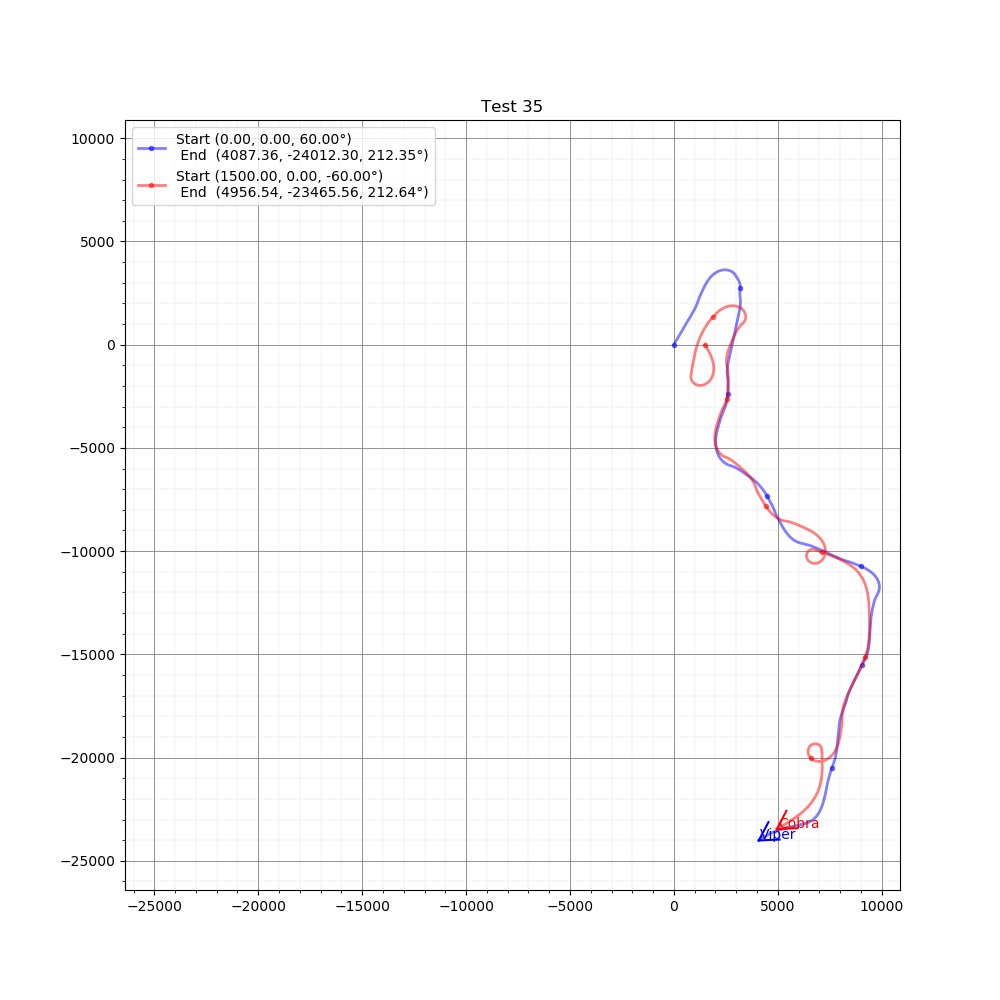 Test 35
Start (0.00, 0.00, 60.00°)
End  (4087.36, -24012.30, 212.35°)
Start (1500.00, 0.00, -60.00°)
End  (4956.54, -23465.56, 212.64°)
10000
5000
0
−5000
−10000
−15000
−20000
−25000
Cobra
Viper
−25000 −20000 −15000 −10000 −5000 0 5000 10000